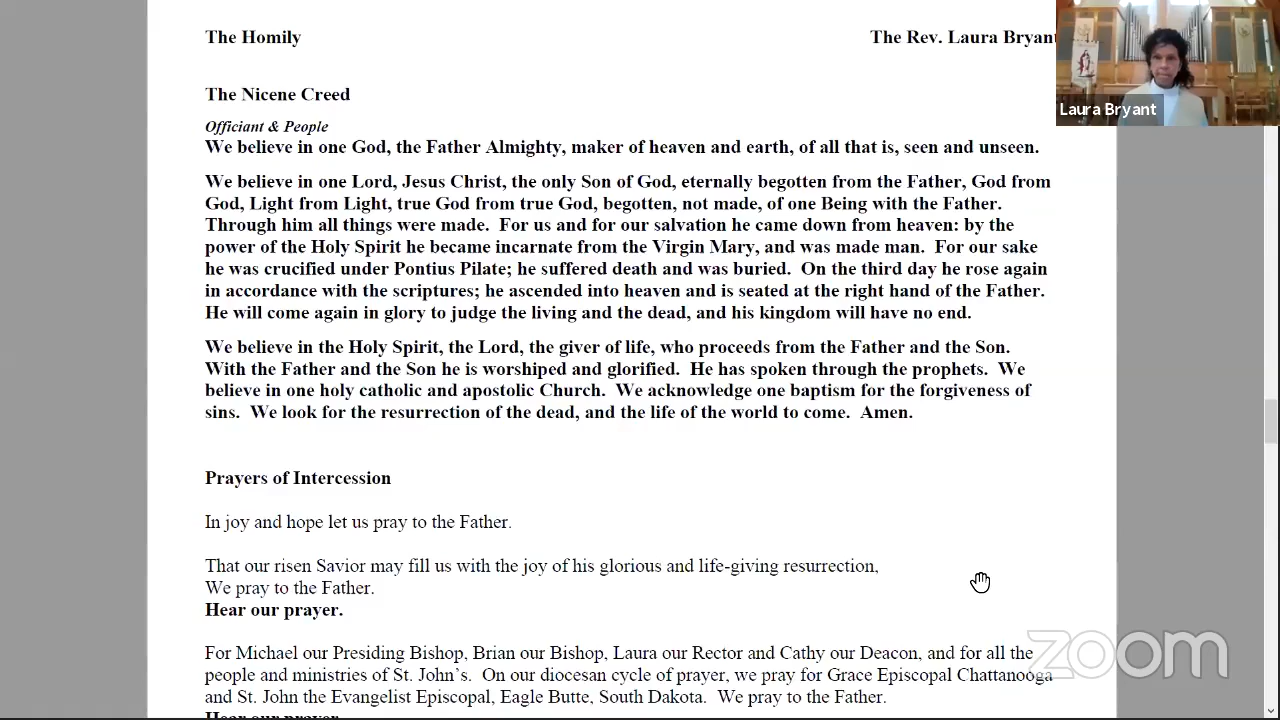 The Homily
The Rev. Laura Bryant
Laura Bryant
The Nicene Creed
Officiant & People
We believe in one God, the Father Almighty, maker of heaven and earth, of all that is, seen and unseen.
We believe in one Lord, Jesus Christ, the only Son of God, eternally begotten from the Father, God from
God, Light from Light, true God from true God, begotten, not made, of one Being with the Father.
Through him all things were made.  For us and for our salvation he came down from heaven: by the
power of the Holy Spirit he became incarnate from the Virgin Mary, and was made man.  For our sake
he was crucified under Pontius Pilate; he suffered death and was buried.  On the third day he rose again
in accordance with the scriptures; he ascended into heaven and is seated at the right hand of the Father.
He will come again in glory to judge the living and the dead, and his kingdom will have no end.
We believe in the Holy Spirit, the Lord, the giver of life, who proceeds from the Father and the Son.
With the Father and the Son he is worshiped and glorified.  He has spoken through the prophets.  We
believe in one holy catholic and apostolic Church.  We acknowledge one baptism for the forgiveness of
sins.  We look for the resurrection of the dead, and the life of the world to come.  Amen.
Prayers of Intercession
In joy and hope let us pray to the Father.
That our risen Savior may fill us with the joy of his glorious and life-giving resurrection,
We pray to the Father.
Hear our prayer.
For Michael our Presiding Bishop, Brian our Bishop, Laura our Rector and Cathy our Deacon, and for all the
people and ministries of St. John's.  On our diocesan cycle of prayer, we pray for Grace Episcopal Chattanooga
and St. John the Evangelist Episcopal, Eagle Butte, South Dakota.  We pray to the Father.
Hear our prayer.
zoom